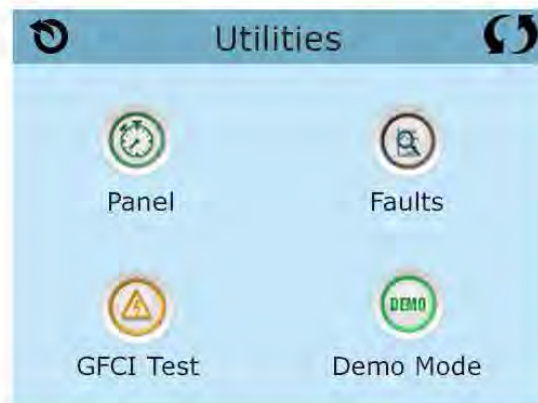 Utilities
Panel
Faults
GFCI Test
DEMO
Demo Mode